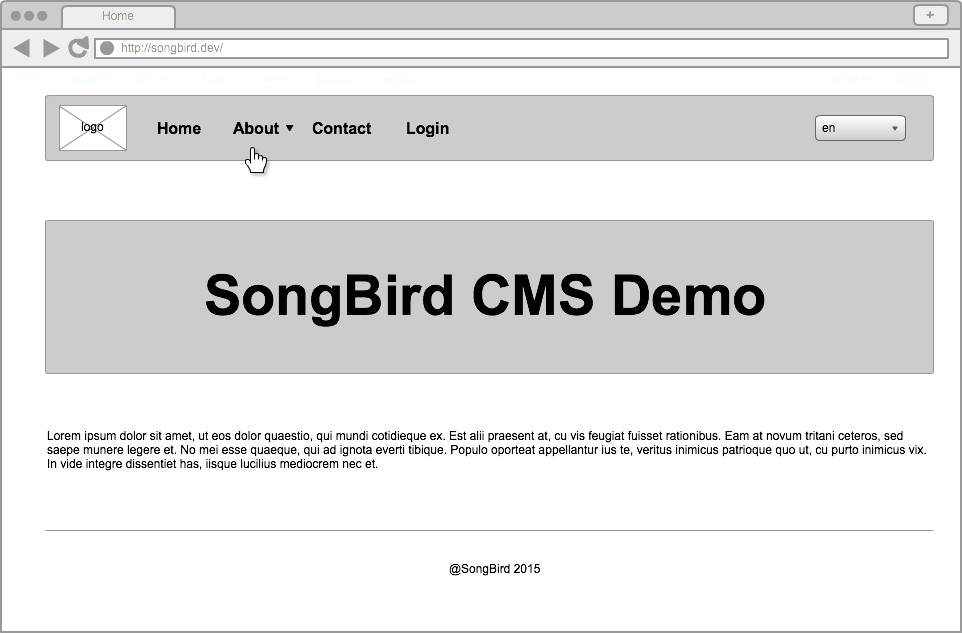 Home
+
http://songbird.dev/
logo Home About ▼ Contact Login en
SongBird CMS Demo
Lorem ipsum dolor sit amet, ut eos dolor quaestio, qui mundi cotidieque ex. Est alii praesent at, cu vis feugiat fuisset rationibus. Eam at novum tritani ceteros, sed
saepe munere legere et. No mei esse quaeque, qui ad ignota everti tibique. Populo oporteat appellantur ius te, veritus inimicus patrioque quo ut, cu purto inimicus vix.
In vide integre dissentiet has, iisque lucilius mediocrem nec et.
@SongBird 2015